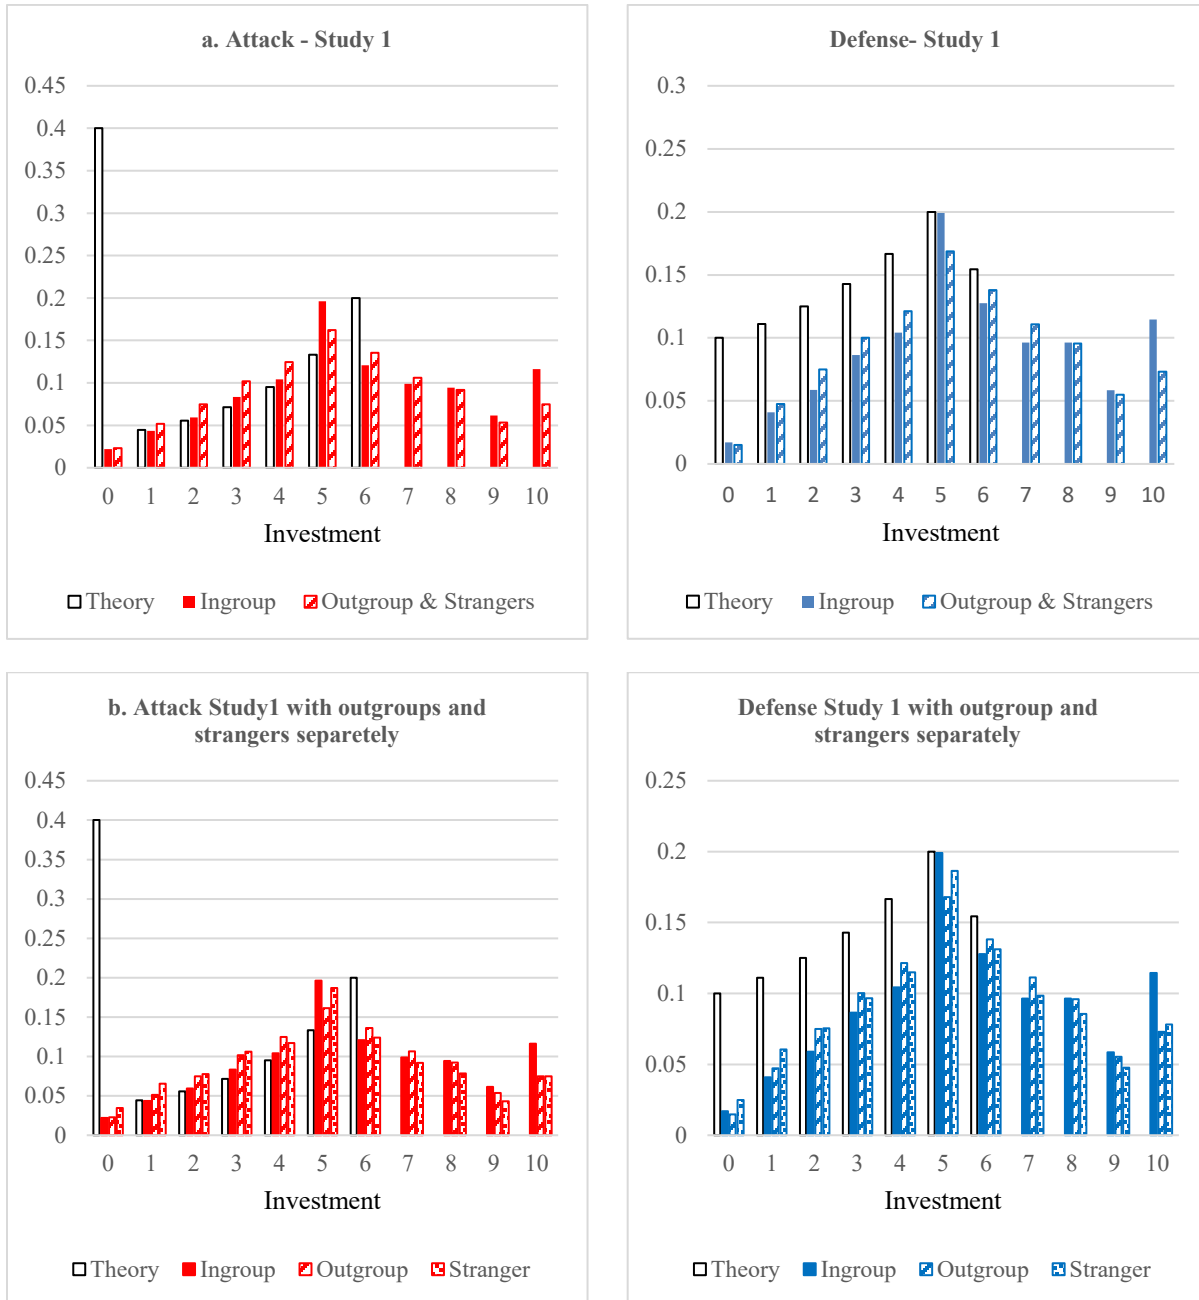 a. Attack - Study 1
0.45
0.4
0.35
0.3
0.25
0.2
0.15
0.1
0.05
0
0 1 2 3 4 5 6 7 8 9 10
Investment
Theory Ingroup Outgroup & Strangers
Defense- Study 1
0.3
0.25
0.2
0.15
0.1
0.05
0
0 1 2 3 4 5 6 7 8 9 10
Investment
Theory Ingroup Outgroup & Strangers
b. Attack Study1 with outgroups and
strangers separetely
0.45
0.4
0.35
0.3
0.25
0.2
0.15
0.1
0.05
0
0 1 2 3 4 5 6 7 8 9 10
Investment
Theory Ingroup Outgroup Stranger
Defense Study 1 with outgroup and
strangers separately
0.25
0.2
0.15
0.1
0.05
0
0 1 2 3 4 5 6 7 8 9 10
Investment
Theory Ingroup Outgroup Stranger